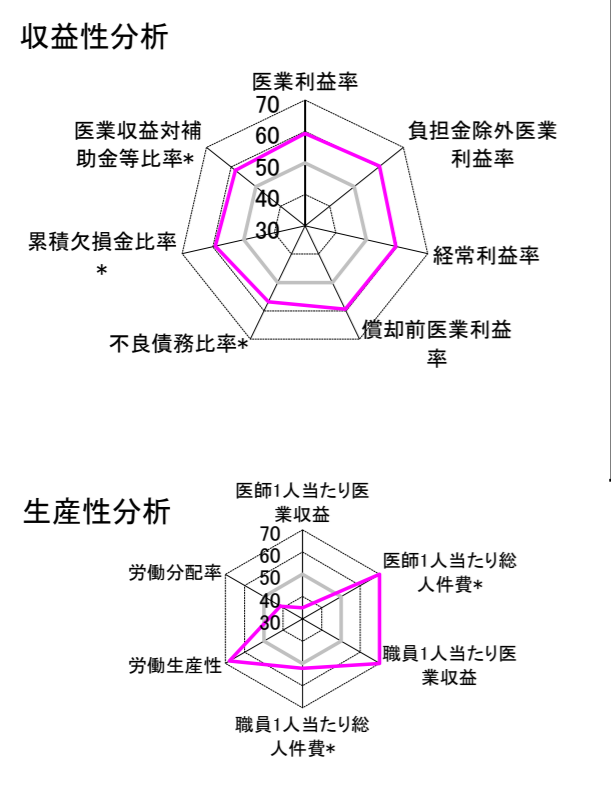 収益性分析
医業利益率
70
60
50
40
30
負担金除外医業
利益率
経常利益率
償却前医業利益
率
不良債務比率*
累積欠損金比率
*
医業収益対補
助金等比率*
生産性分析
医師1人当たり医
業収益
70
60
50
40
30
医師1人当たり総
人件費*
職員1人当たり医
業収益
職員1人当たり総
人件費*
労働生産性
労働分配率